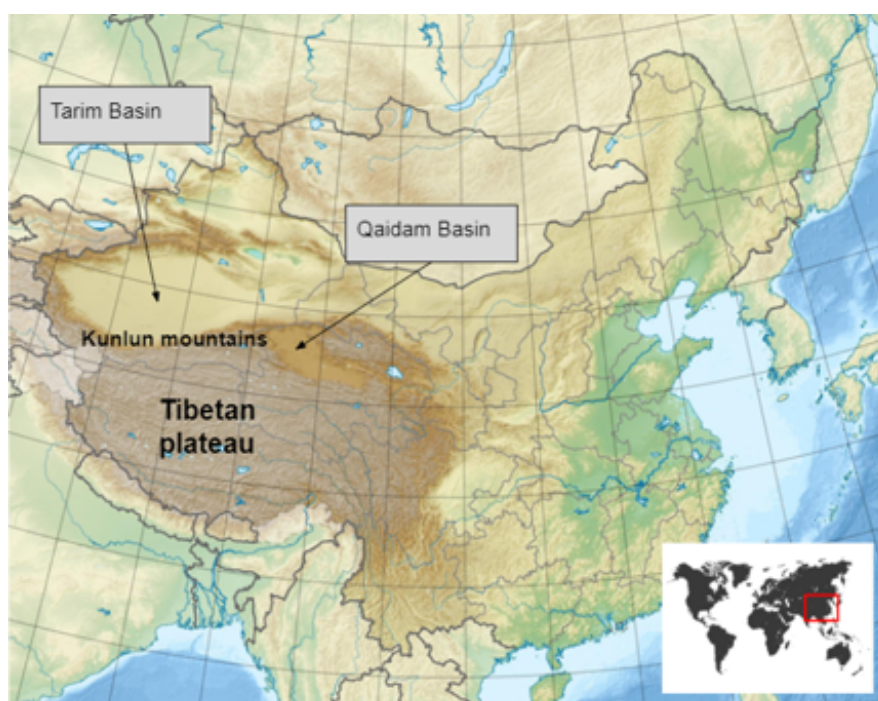 Tarim Basin
Qaidam Basin
Kunlun mountains
Tibetan
plateau